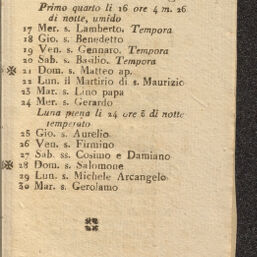 Primo quarto li 16 ore 4 m. 26
di notte, umido
17 Mer. s. Lamberto. Tempora
18 Gio. s. Benedetto
19 Ven. s. Gennaro. Tempora
20 Sab. s. Basilio. Tempora
✠ 21 Dom. s. Matteo ap.
22 Lun. il Martirio di s. Maurizio
23 Mar. s. Lino papa
24 Mer. s. Gerardo
Luna piena li 24 ore di notte
temperato
25 Gio. s. Aurelio
26 Ven. s. Firmino
27 Sab. ss. Cosimo e Damiano
✠ 28 Dom. s. Salomone
29 Lun. s. Michele Arcangelo
30 Mar. s. Gerolamo